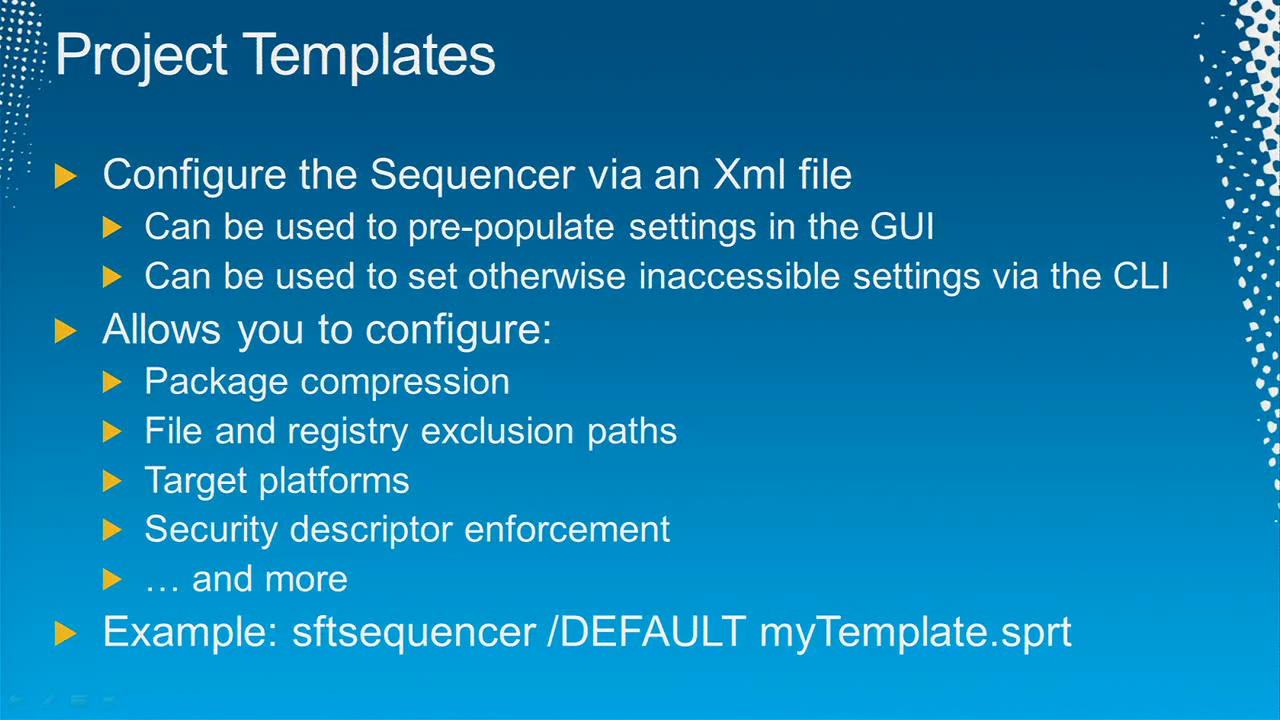 Project Templates
Configure the Sequencer via an Xml file
Can be used to pre-populate settings in the GUI
Can be used to set otherwise inaccessible settings via the CLI
Allows you to configure:
Package compression
File and registry exclusion paths
Target platforms
Security descriptor enforcement
… and more
Example: sftsequencer /DEFAULT myTemplate.sprt